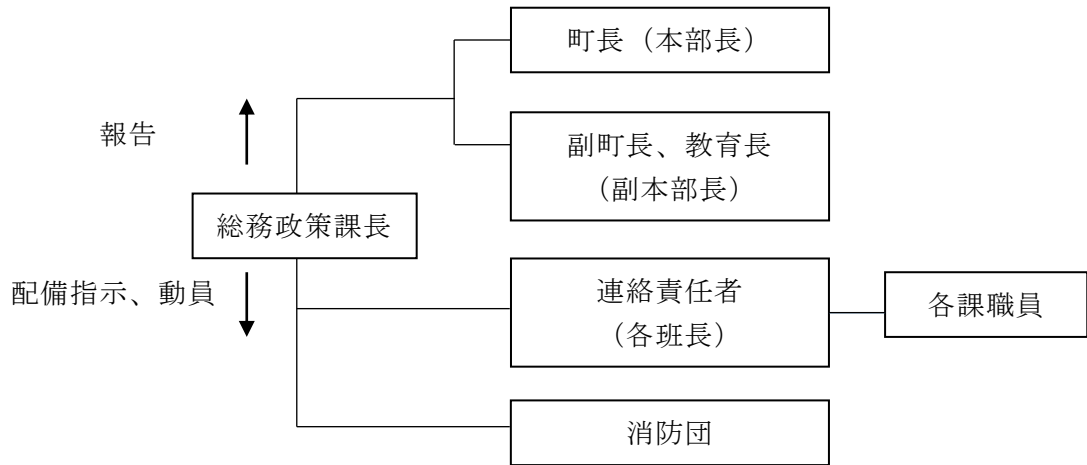 町長（本部長）
報告
副町長、教育長
（副本部長）
総務政策課長
配備指示、動員
連絡責任者
（各班長）
各課職員
消防団